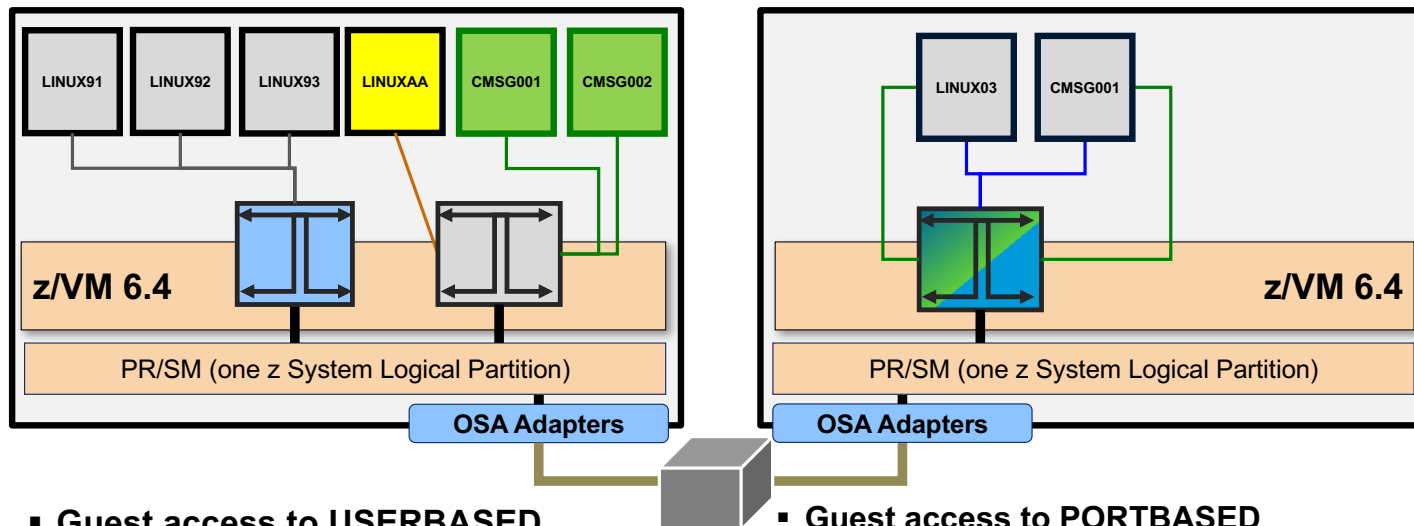 LINUX91 LINUX92 LINUX93 LINUXAA CMSG001 CMSG002
z/VM 6.4
PR/SM (one z System Logical Partition)
OSA Adapters
LINUX03 CMSG001
z/VM 6.4
PR/SM (one z System Logical Partition)
OSA Adapters
▪ Guest access to USERBASED
▪ Guest access to PORTBASED